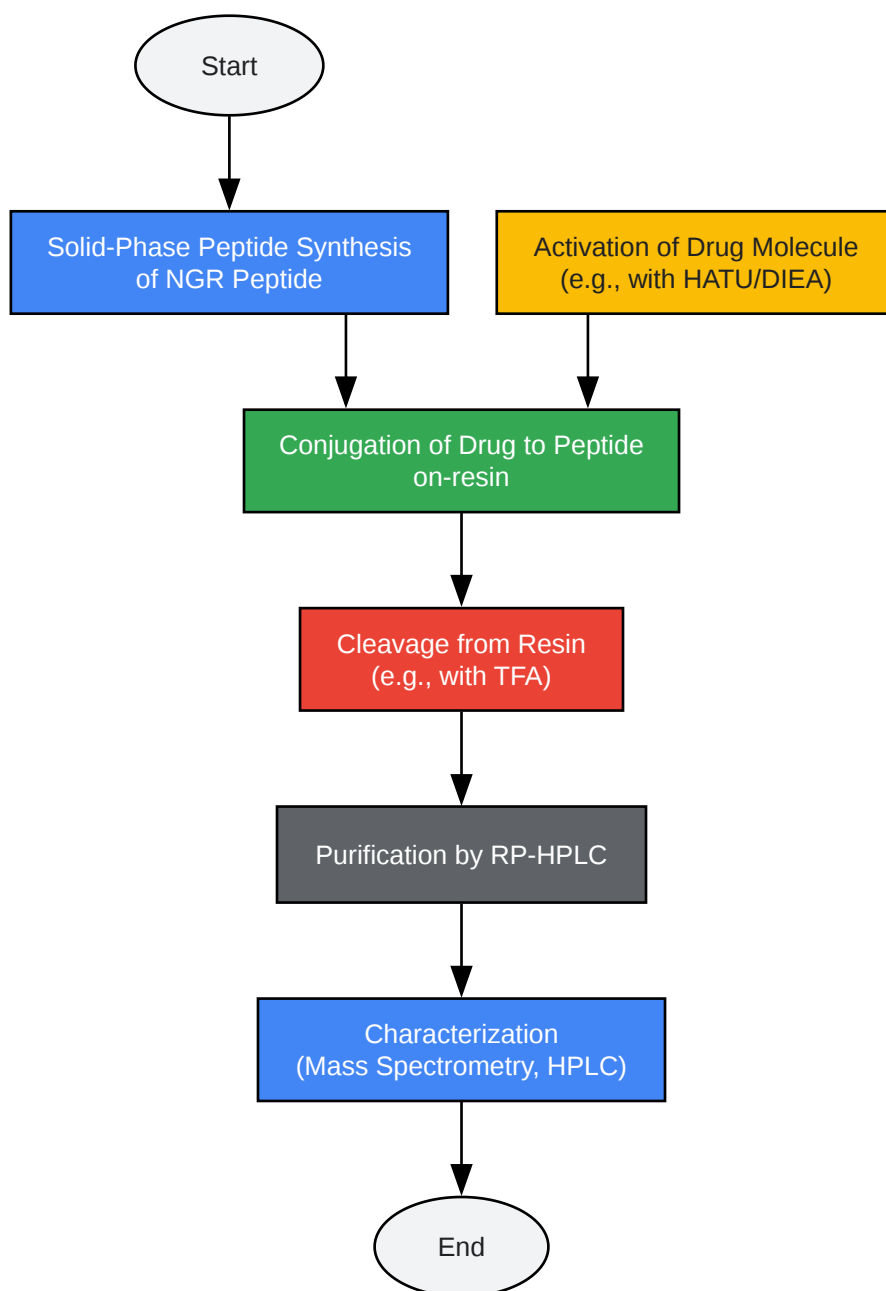 Start
Solid-Phase Peptide Synthesis
of NGR Peptide
Activation of Drug Molecule
(e.g., with HATU/DIEA)
Conjugation of Drug to Peptide
on-resin
Cleavage from Resin
(e.g., with TFA)
Purification by RP-HPLC
Characterization
(Mass Spectrometry, HPLC)
End